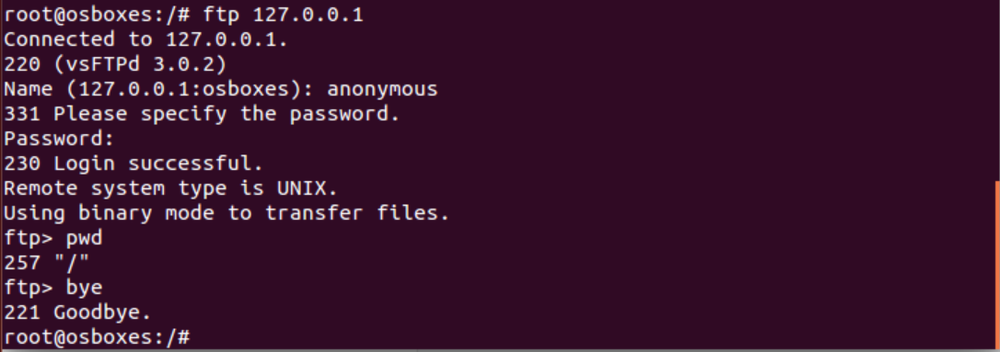 root@osboxes:/# ftp 127.0.0.1
Connected to 127.0.0.1.
220 (vsFTPd 3.0.2)
Name (127.0.0.1:osboxes): anonymous
331 Please specify the password.
Password:
230 Login successful.
Remote system type is UNIX.
Using binary mode to transfer files.
ftp> pwd
257 "/"
ftp> bye
221 Goodbye.
root@osboxes:/#